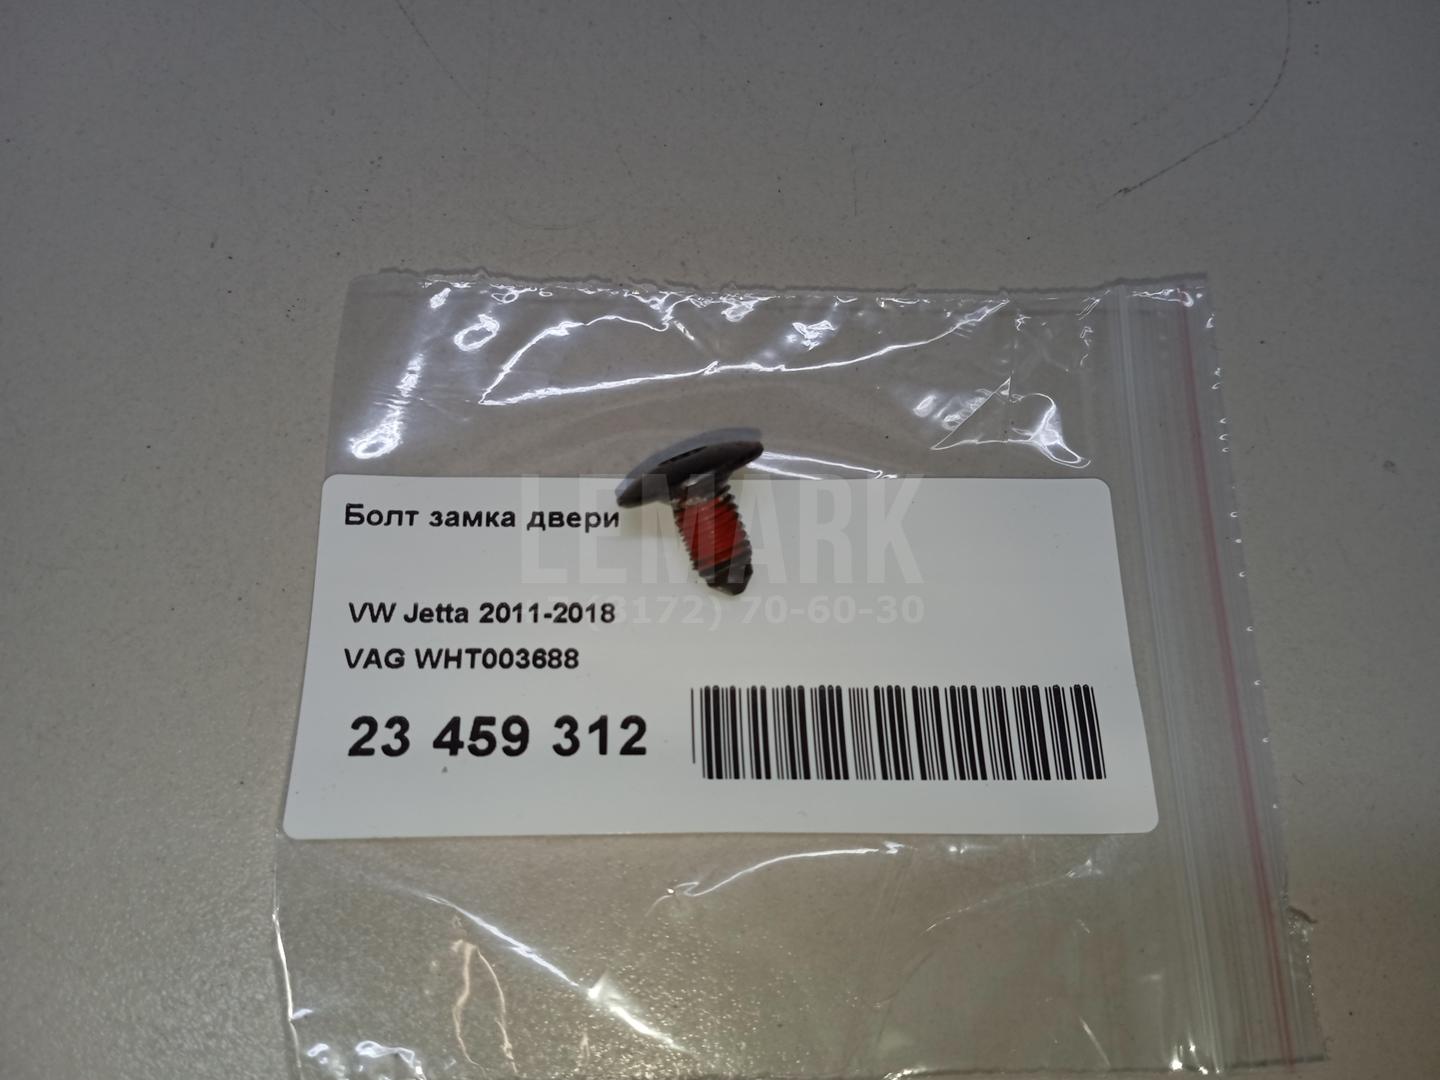 Болт замка двери
LEMARK
VW Jetta 2011-2018
(8172) 70-60-30
VAG WHT003688
23 459 312